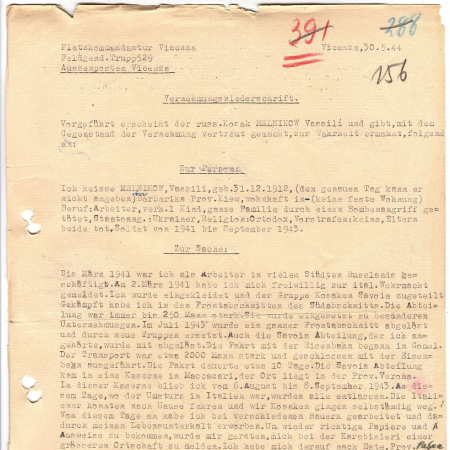 391
288
Platzkommandantur Vicenza
Vicenza, 30.5.44
Feldgend.Trupp 529
156
Aussenposten Vicenza
Vernehmungsniederschrift.
Vorgeführt erscheint der russ.Kosak MELNIKOW Vassili und gibt, mit dem
Gegenstand der Vernehmung vertraut gemacht, zur Wahrheit ermahnt, folgend
an:
Zur Person
Ich heisse MELNIKOW, Vassili, geb. 31.12.1912, (den genauen Tag kann er
nicht angeben) Barbarika Prov.Kiew, wohnhaft in- (keine feste Wohnung)
Beruf: Arbeiter, verh. 1 Kind, ganze Familie durch einen Bombenangriff ge-
tötet, Staatsang.: Ukrainer, Religion: Ortodox, Vorstrafen: keine, Eltern
beide tot, Soldat von 1941 bis September 1943.
Zur Sache:
Bis März 1941 war ich als Arbeiter in vielen Städten Russlands be-
schäftigt. Am 2. März 1941 habe ich mich freiwillig zur ital. Wehrmacht
gemeldet. Ich wurde eingekleidet und der Gruppe Kosaken Savoia zugeteilt
Gekämpft habe ich in den Frontabschnitten des Südabschnitts. Die Abtei-
lung war immer bis 250 Mann stark. Sie wurde eingesetzt zu besonderen
Unternehmungen. Im Juli 1943 wurde ein ganzer Frontabschnitt abgelöst
und durch neue Gruppen ersetzt. Auch die Savoia Abteilung, der ich an-
gehörte, wurde mit abgelöst. Die Fahrt mit der Eisenbahn begann in Gomel.
Der Transport war etwa 2000 Mann stark und geschlossen mit der Eisen-
bahn ausgeführt. Die Fahrt dauerte etwa 10 Tage. Die Savoia Abteilung
kam in eine Kaserne in der Ort liegt in der Prov. Verona.
In dieser Kaserne blieb ich vom 6. August bis 8. September 1943. An die-
sem Tage, wo der Umsturz in Italien war, wurden alle entlassen. Die Itali-
ener konnten nach Hause fahren und wir Kosaken gingen selbständig weg.
Von diesem Tage an habe ich bei verschiedenen Bauern gearbeitet und da-
durch meinen Lebensunterhalt erworben. Um wieder richtige Papiere und
Ausweise zu bekommen, wurde mir geraten, mich bei der Karabinieri einer
grösseren Ortschaft zu melden. Ich habe mich darauf nach